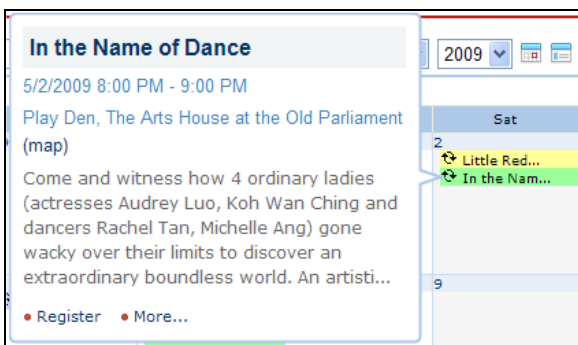 In the Name of Dance
2009
5/2/2009 8:00 PM - 9:00 PM
Play Den, The Arts House at the Old Parliament
(map)
Come and witness how 4 ordinary ladies
(actresses Audrey Luo, Koh Wan Ching and
dancers Rachel Tan, Michelle Ang) gone
wacky over their limits to discover an
extraordinary boundless world. An artisti...
• Register • More...
Sat
2
Little Red...
In the Nam...
9